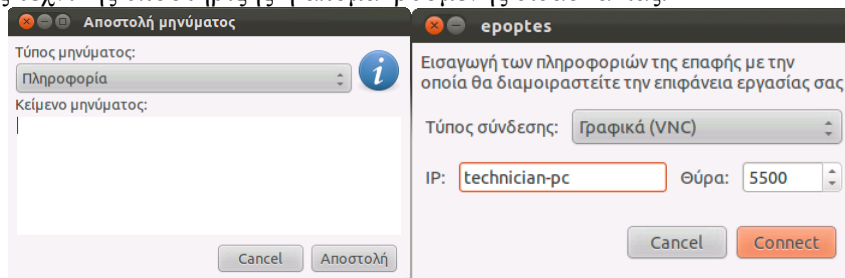 Αποστολή μηνύματος
Τύπος μηνύματος:
Πληροφορία
i
Κείμενο μηνύματος:
Cancel Αποστολή
epoptes
Εισαγωγή των πληροφοριών της επαφής με την
οποία θα διαμοιραστείτε την επιφάνεια εργασίας σας
Τύπος σύνδεσης: Γραφικά (VNC)
IP: technician-pc Θύρα: 5500
Cancel Connect